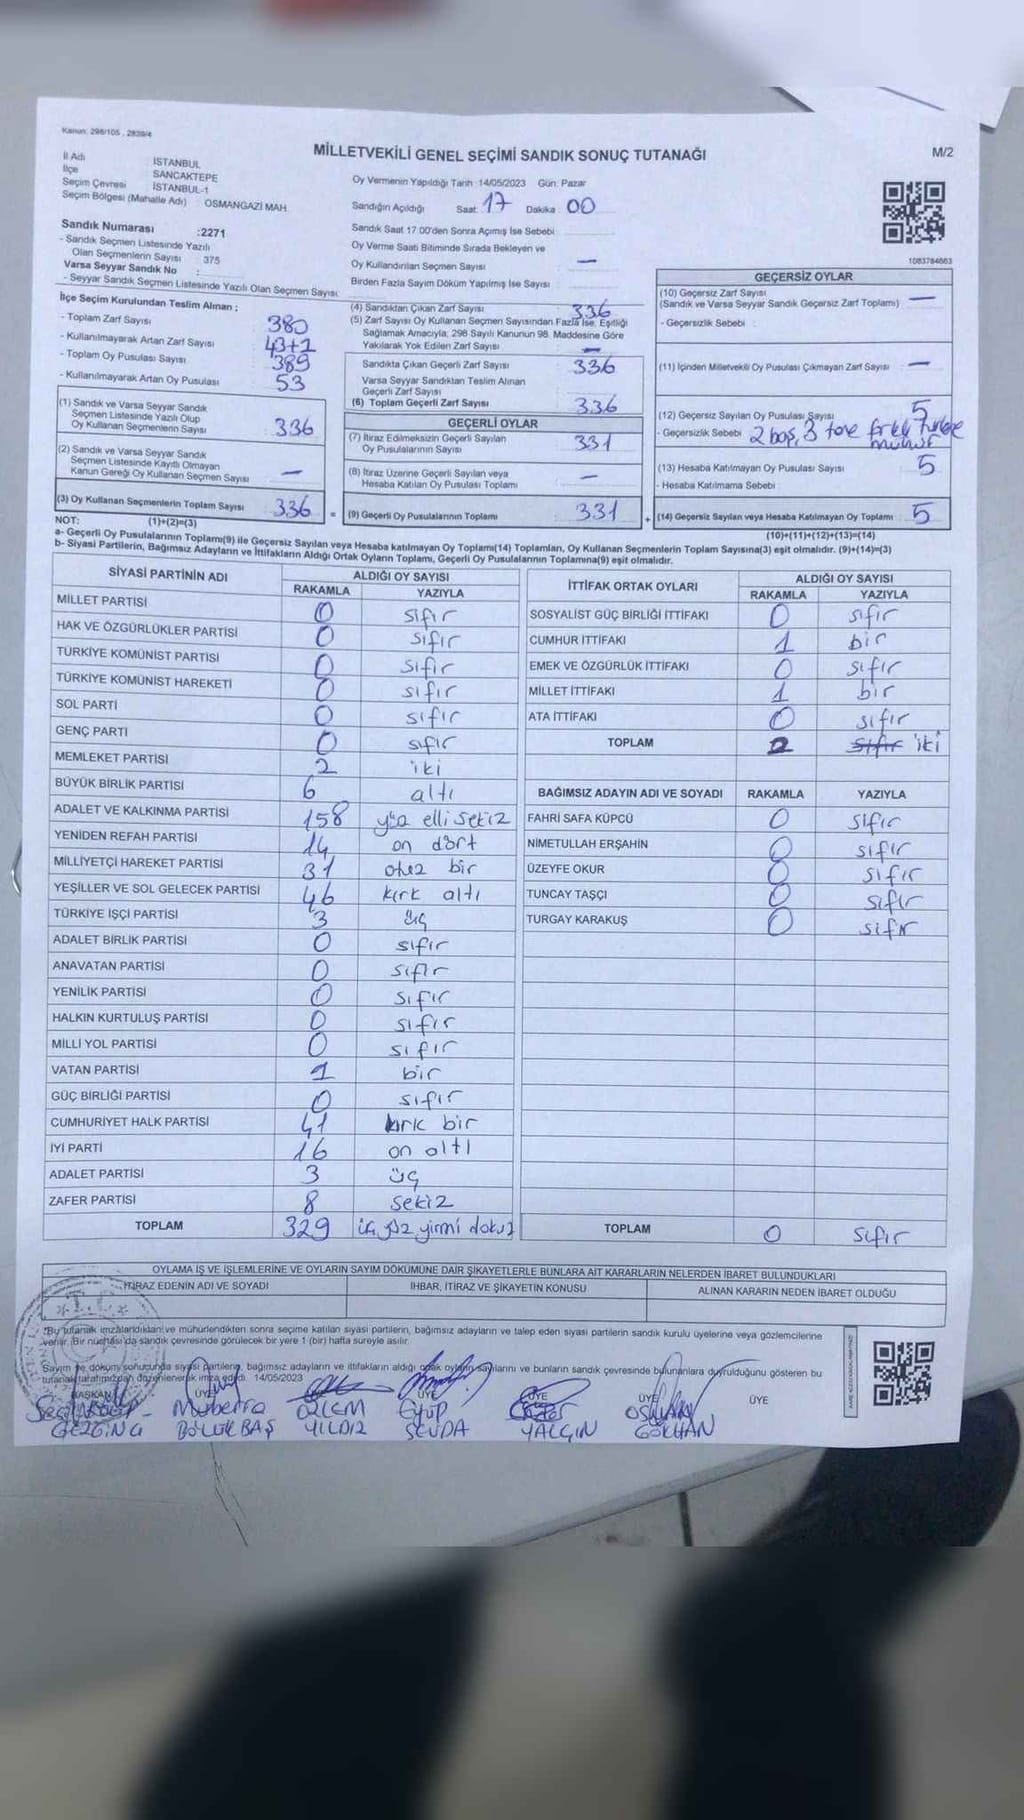 Kanun: 298/105 , 2839/4
MİLLETVEKİLİ GENEL SEÇİMİ SANDIK SONUÇ TUTANAĞI
M/2
İl Adı İSTANBUL
İlçe SANCAKTEPE
Seçim Çevresi İSTANBUL-1
Seçim Bölgesi (Mahalle Adı) OSMANGAZİ MAH
Oy Vermenin Yapıldığı Tarih :14/05/2023 Gün: Pazar
Sandığın Açıldığı Saat: 17 Dakika: 00
Sandık Saat 17.00'den Sonra Açılmış İse Sebebi
Oy Verme Saati Bitiminde Sırada Bekleyen ve
Oy Kullandırılan Seçmen Sayısı —
Birden Fazla Sayım Döküm Yapılmış İse Sayısı
1083784663
Sandık Numarası :2271
- Sandık Seçmen Listesinde Yazılı
Olan Seçmenlerin Sayısı : 375
Varsa Seyyar Sandık No :
- Seyyar Sandık Seçmen Listesinde Yazılı Olan Seçmen Sayısı:
İlçe Seçim Kurulundan Teslim Alınan ;
- Toplam Zarf Sayısı 380
- Kullanılmayarak Artan Zarf Sayısı 43+1
- Toplam Oy Pusulası Sayısı 389
- Kullanılmayarak Artan Oy Pusulası 53
(1) Sandık ve Varsa Seyyar Sandık
Seçmen Listesinde Yazılı Olup
Oy Kullanan Seçmenlerin Sayısı 336
(2) Sandık ve Varsa Seyyar Sandık
Seçmen Listesinde Kayıtlı Olmayan
Kanun Gereği Oy Kullanan Seçmen Sayısı —
(3) Oy Kullanan Seçmenlerin Toplam Sayısı 336 =
(4) Sandıktan Çıkan Zarf Sayısı 336
(5) Zarf Sayısı Oy Kullanan Seçmen Sayısından Fazla İse, Eşitliği
Sağlamak Amacıyla; 298 Sayılı Kanunun 98. Maddesine Göre
Yakılarak Yok Edilen Zarf Sayısı —
Sandıkta Çıkan Geçerli Zarf Sayısı 336
Varsa Seyyar Sandıktan Teslim Alınan
Geçerli Zarf Sayısı
(6) Toplam Geçerli Zarf Sayısı 336
GEÇERLİ OYLAR
(7) İtiraz Edilmeksizin Geçerli Sayılan
Oy Pusulalarının Sayısı 331
(8) İtiraz Üzerine Geçerli Sayılan veya
Hesaba Katılan Oy Pusulası Toplamı —
(9) Geçerli Oy Pusulalarının Toplamı 331 +
GEÇERSİZ OYLAR
(10) Geçersiz Zarf Sayısı
(Sandık ve Varsa Seyyar Sandık Geçersiz Zarf Toplamı) —
- Geçersizlik Sebebi :
(11) İçinden Milletvekili Oy Pusulası Çıkmayan Zarf Sayısı —
(12) Geçersiz Sayılan Oy Pusulası Sayısı 5
- Geçersizlik Sebebi 2 boş, 3 tane farklı türde
mühür
(13) Hesaba Katılmayan Oy Pusulası Sayısı 5
- Hesaba Katılmama Sebebi :
(14) Geçersiz Sayılan veya Hesaba Katılmayan Oy Toplamı 5
NOT: (1)+(2)=(3)
(10)+(11)+(12)+(13)=(14)
a- Geçerli Oy Pusulalarının Toplamı(9) ile Geçersiz Sayılan veya Hesaba katılmayan Oy Toplamı(14) Toplamları, Oy Kullanan Seçmenlerin Toplam Sayısına(3) eşit olmalıdır. (9)+(14)=(3)
b- Siyasi Partilerin, Bağımsız Adayların ve İttifakların Aldığı Ortak Oyların Toplamı, Geçerli Oy Pusulalarının Toplamına(9) eşit olmalıdır.
SİYASİ PARTİNİN ADI ALDIĞI OY SAYISI
RAKAMLA YAZIYLA
MİLLET PARTİSİ 0 sıfır
HAK VE ÖZGÜRLÜKLER PARTİSİ 0 sıfır
TÜRKİYE KOMÜNİST PARTİSİ 0 sıfır
TÜRKİYE KOMÜNİST HAREKETİ 0 sıfır
SOL PARTİ 0 sıfır
GENÇ PARTİ 0 sıfır
MEMLEKET PARTİSİ 2 iki
BÜYÜK BİRLİK PARTİSİ 6 altı
ADALET VE KALKINMA PARTİSİ 158 yüz elli sekiz
YENİDEN REFAH PARTİSİ 14 on dört
MİLLİYETÇİ HAREKET PARTİSİ 31 otuz bir
YEŞİLLER VE SOL GELECEK PARTİSİ 46 kırk altı
TÜRKİYE İŞÇİ PARTİSİ 3 üç
ADALET BİRLİK PARTİSİ 0 sıfır
ANAVATAN PARTİSİ 0 sıfır
YENİLİK PARTİSİ 0 sıfır
HALKIN KURTULUŞ PARTİSİ 0 sıfır
MİLLİ YOL PARTİSİ 0 sıfır
VATAN PARTİSİ 1 bir
GÜÇ BİRLİĞİ PARTİSİ 0 sıfır
CUMHURİYET HALK PARTİSİ 41 kırk bir
İYİ PARTİ 16 on altı
ADALET PARTİSİ 3 üç
ZAFER PARTİSİ 8 sekiz
TOPLAM 329 üç yüz yirmi dokuz
İTTİFAK ORTAK OYLARI ALDIĞI OY SAYISI
RAKAMLA YAZIYLA
SOSYALİST GÜÇ BİRLİĞİ İTTİFAKI 0 sıfır
CUMHUR İTTİFAKI 1 bir
EMEK VE ÖZGÜRLÜK İTTİFAKI 0 sıfır
MİLLET İTTİFAKI 1 bir
ATA İTTİFAKI 0 sıfır
TOPLAM 2 sıfır iki
BAĞIMSIZ ADAYIN ADI VE SOYADI RAKAMLA YAZIYLA
FAHRİ SAFA KÜPCÜ 0 sıfır
NİMETULLAH ERŞAHİN 0 sıfır
ÜZEYFE OKUR 0 sıfır
TUNCAY TAŞÇI 0 sıfır
TURGAY KARAKUŞ 0 sıfır
TOPLAM 0 sıfır
OYLAMA İŞ VE İŞLEMLERİNE VE OYLARIN SAYIM DÖKÜMÜNE DAİR ŞİKAYETLERLE BUNLARA AİT KARARLARIN NELERDEN İBARET BULUNDUKLARI
İTİRAZ EDENİN ADI VE SOYADI İHBAR, İTİRAZ VE ŞİKAYETİN KONUSU ALINAN KARARIN NEDEN İBARET OLDUĞU
*Bu tutanak imzalandıktan ve mühürlendikten sonra seçime katılan siyasi partilerin, bağımsız adayların ve talep eden siyasi partilerin sandık kurulu üyelerine veya gözlemcilerine
verilir. Bir nüshası da sandık çevresinde görülecek bir yere 1 (bir) hafta süreyle asılır.
Sayım ve döküm sonucunda siyasi partilerin, bağımsız adayların ve ittifakların aldığı ortak oyların sayılarını ve bunların sandık çevresinde bulunanlara duyrulduğunu gösteren bu
tutanak tarafımızdan düzenlenerek imza edildi. 14/05/2023
BAŞKAN ÜYE ÜYE ÜYE ÜYE ÜYE ÜYE
Müberra ÖZLEM Eyüp
GEZGİNCİ BÖLÜKBAŞ YILDIZ SEVDA YALÇIN GÖKHAN